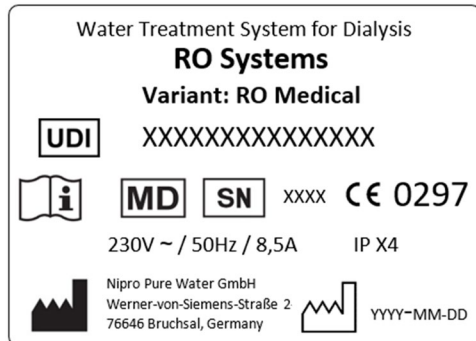 Water Treatment System for Dialysis
RO Systems
Variant: RO Medical
UDI XXXXXXXXXXXXXXX
i MD SN XXXX CE 0297
230V ~ / 50Hz / 8,5A IP X4
Nipro Pure Water GmbH
Werner-von-Siemens-Straße 2
76646 Bruchsal, Germany
YYYY-MM-DD